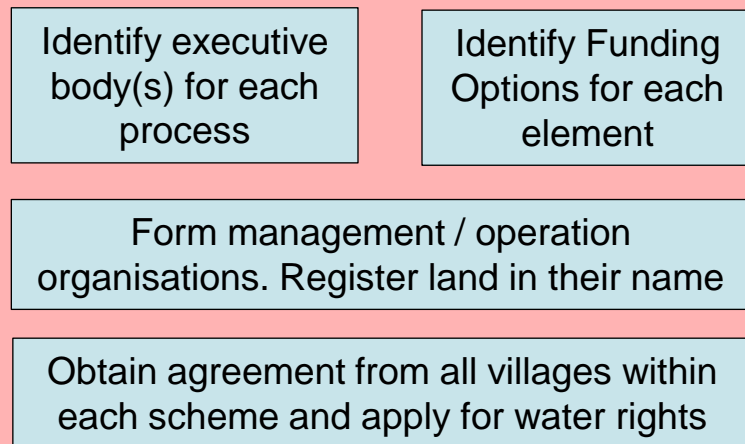 Identify executive
body(s) for each
process
Identify Funding
Options for each
element
Form management / operation
organisations. Register land in their name
Obtain agreement from all villages within
each scheme and apply for water rights